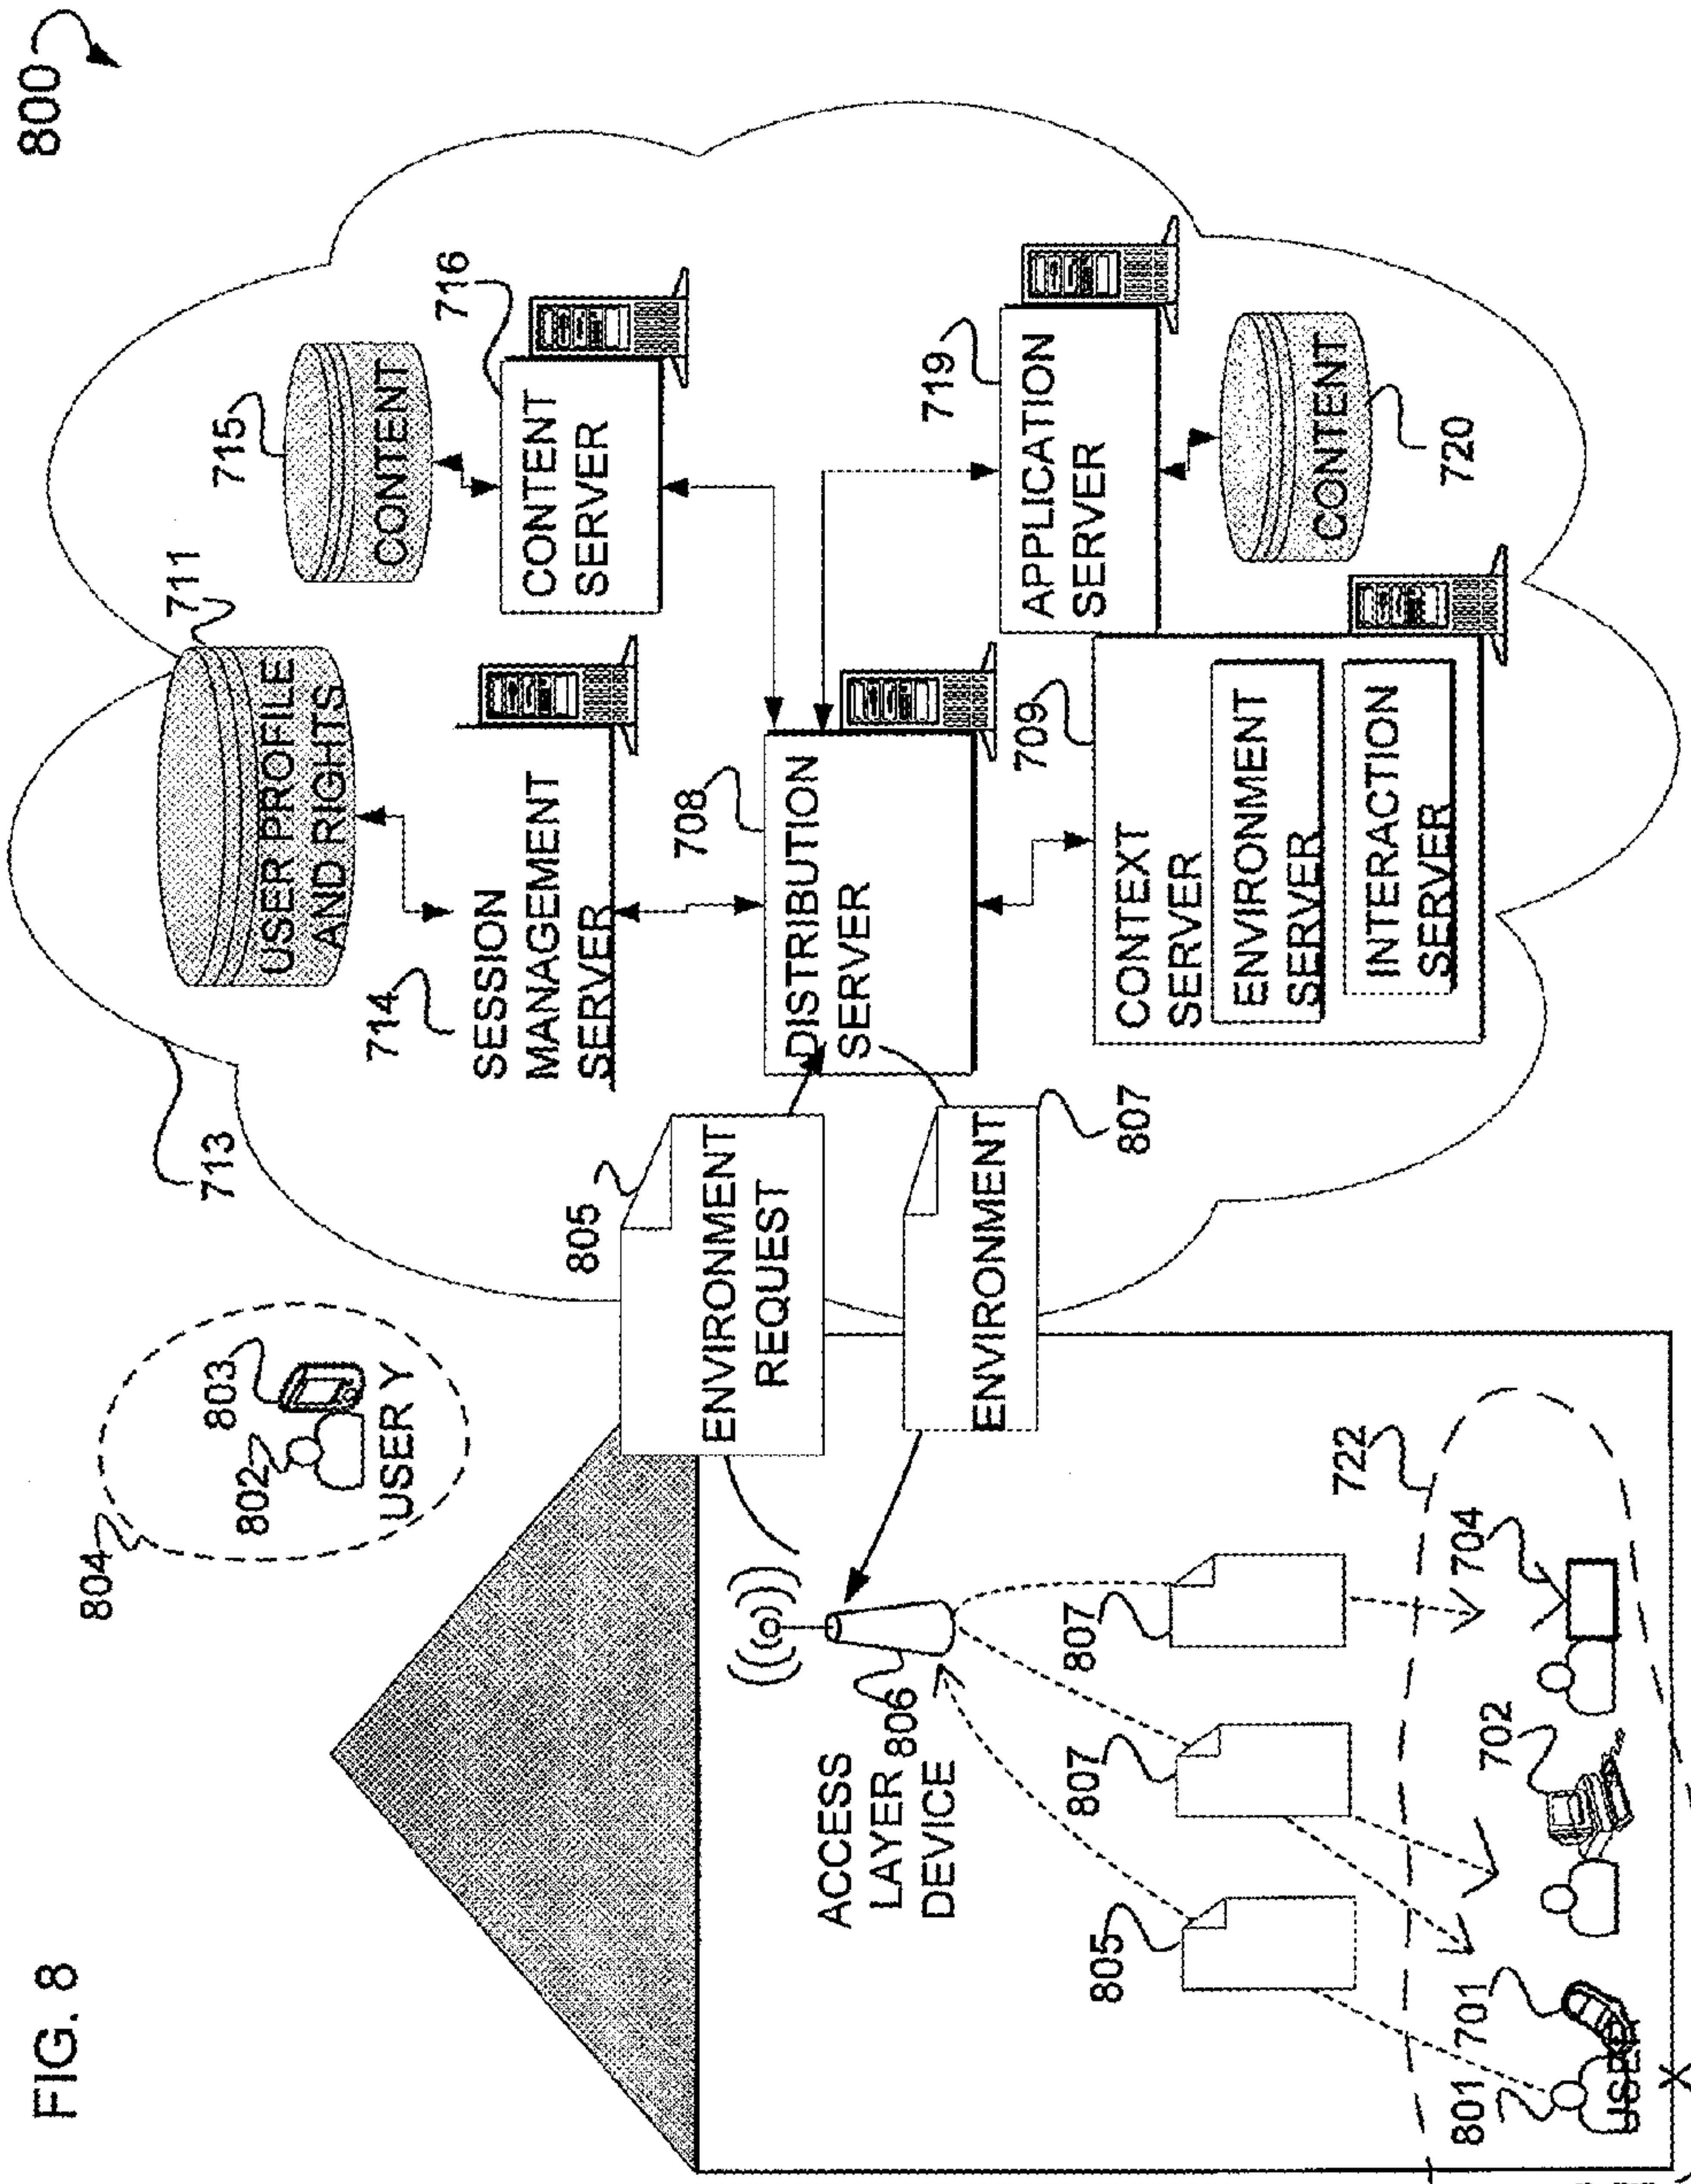 FIG. 8
800
804
802
803
USER Y
713
711
USER PROFILE
AND RIGHTS
714
SESSION
MANAGEMENT
SERVER
715
CONTENT
716
CONTENT
SERVER
805
ENVIRONMENT
REQUEST
708
DISTRIBUTION
SERVER
ENVIRONMENT
807
709
CONTEXT
SERVER
ENVIRONMENT
SERVER
INTERACTION
SERVER
719
APPLICATION
SERVER
CONTENT
720
ACCESS
LAYER 806
DEVICE
805
807
807
722
801
701
702
704
USER
X